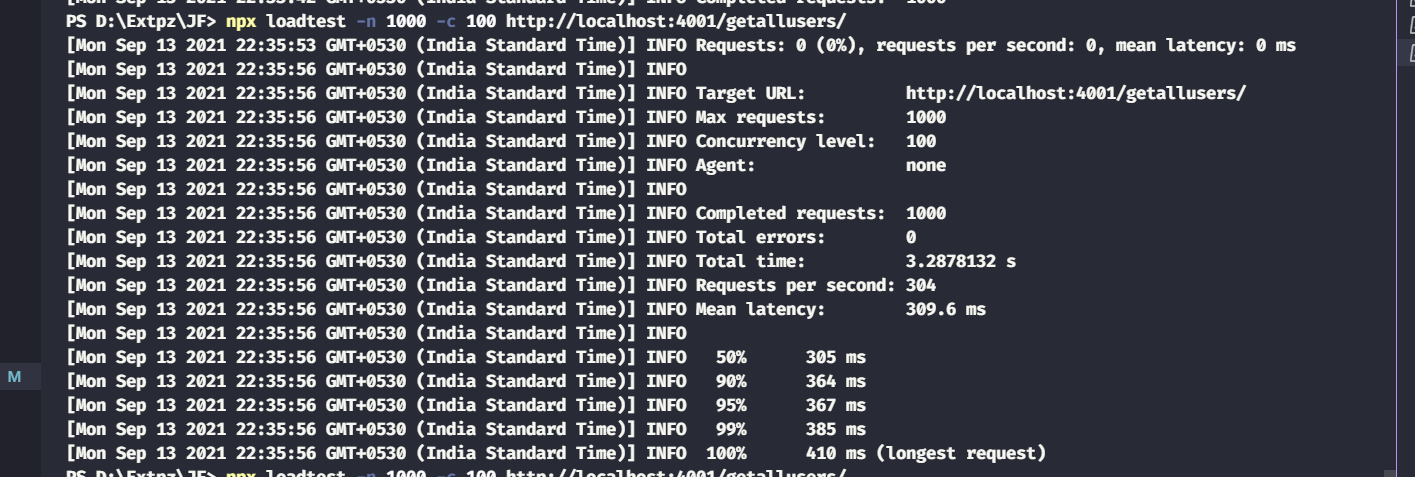 [Mon Sep 13 2021 22:35:42 GMT+0530 (India Standard Time)] INFO Completed requests: 1000
PS D:\Extpz\JF> npx loadtest -n 1000 -c 100 http://localhost:4001/getallusers/
[Mon Sep 13 2021 22:35:53 GMT+0530 (India Standard Time)] INFO Requests: 0 (0%), requests per second: 0, mean latency: 0 ms
[Mon Sep 13 2021 22:35:56 GMT+0530 (India Standard Time)] INFO
[Mon Sep 13 2021 22:35:56 GMT+0530 (India Standard Time)] INFO Target URL: http://localhost:4001/getallusers/
[Mon Sep 13 2021 22:35:56 GMT+0530 (India Standard Time)] INFO Max requests: 1000
[Mon Sep 13 2021 22:35:56 GMT+0530 (India Standard Time)] INFO Concurrency level: 100
[Mon Sep 13 2021 22:35:56 GMT+0530 (India Standard Time)] INFO Agent: none
[Mon Sep 13 2021 22:35:56 GMT+0530 (India Standard Time)] INFO
[Mon Sep 13 2021 22:35:56 GMT+0530 (India Standard Time)] INFO Completed requests: 1000
[Mon Sep 13 2021 22:35:56 GMT+0530 (India Standard Time)] INFO Total errors: 0
[Mon Sep 13 2021 22:35:56 GMT+0530 (India Standard Time)] INFO Total time: 3.2878132 s
[Mon Sep 13 2021 22:35:56 GMT+0530 (India Standard Time)] INFO Requests per second: 304
[Mon Sep 13 2021 22:35:56 GMT+0530 (India Standard Time)] INFO Mean latency: 309.6 ms
[Mon Sep 13 2021 22:35:56 GMT+0530 (India Standard Time)] INFO
[Mon Sep 13 2021 22:35:56 GMT+0530 (India Standard Time)] INFO 50% 305 ms
M
[Mon Sep 13 2021 22:35:56 GMT+0530 (India Standard Time)] INFO 90% 364 ms
[Mon Sep 13 2021 22:35:56 GMT+0530 (India Standard Time)] INFO 95% 367 ms
[Mon Sep 13 2021 22:35:56 GMT+0530 (India Standard Time)] INFO 99% 385 ms
[Mon Sep 13 2021 22:35:56 GMT+0530 (India Standard Time)] INFO 100% 410 ms (longest request)
PS D:\Extpz\JF> npx loadtest -n 1000 -c 100 http://localhost:4001/getallusers/